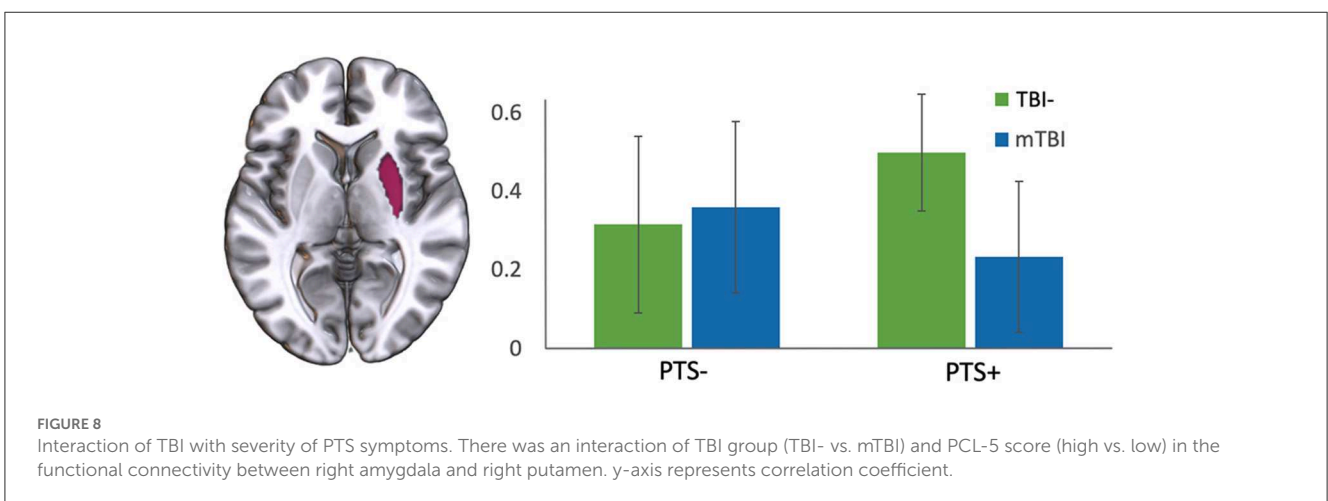 0.6
0.4
0.2
0
TBI-
mTBI
PTS-
PTS+
FIGURE 8
Interaction of TBI with severity of PTS symptoms. There was an interaction of TBI group (TBI- vs. mTBI) and PCL-5 score (high vs. low) in the
functional connectivity between right amygdala and right putamen. y-axis represents correlation coefficient.